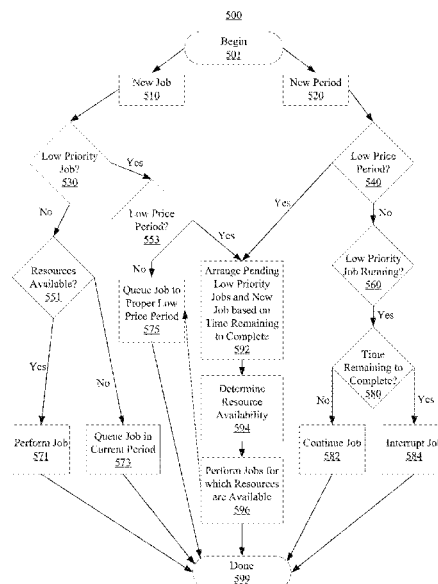 500
Begin
501
New Job
510
New Period
520
Low Priority
Job?
530
Yes
No
Low Price
Period?
553
Yes
No
Low Price
Period?
540
Yes
No
Resources
Available?
551
Yes
No
Queue Job to
Proper Low
Price Period
575
Arrange Pending
Low Priority
Jobs and New
Job based on
Time Remaining
to Complete
592
Low Priority
Job Running?
560
Yes
Time
Remaining to
Complete?
580
No
Yes
Determine
Resource
Availability
594
Perform Job
571
Queue Job in
Current Period
573
Perform Jobs for
which Resources
are Available
596
Continue Job
582
Interrupt Job
584
Done
599